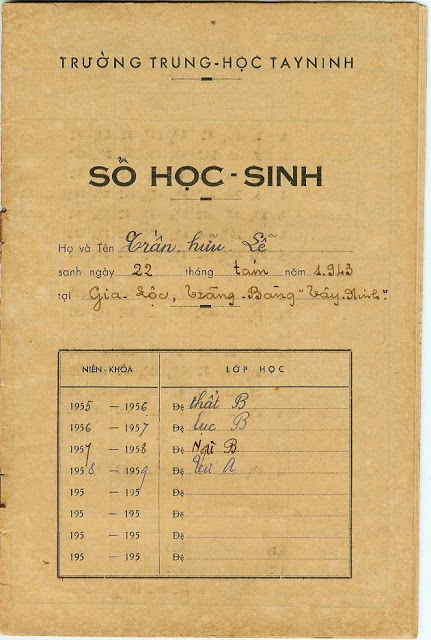 TRƯỜNG TRUNG-HỌC TAYNINH
SỔ HỌC-SINH
Họ và Tên Trần hữu Lễ
sanh ngày 22 tháng tám năm 1.943
tại Gia-Lộc, Trảng-Bàng "Tây-Ninh"
NIÊN-KHÓA LỚP HỌC
1955 — 1956 Đệ thất B
1956 — 1957 Đệ lục B
1957 — 1958 Đệ Ngũ B
1958 — 1959 Đệ tứ A
195 — 195 Đệ
195 — 195 Đệ
195 — 195 Đệ
195 — 195 Đệ